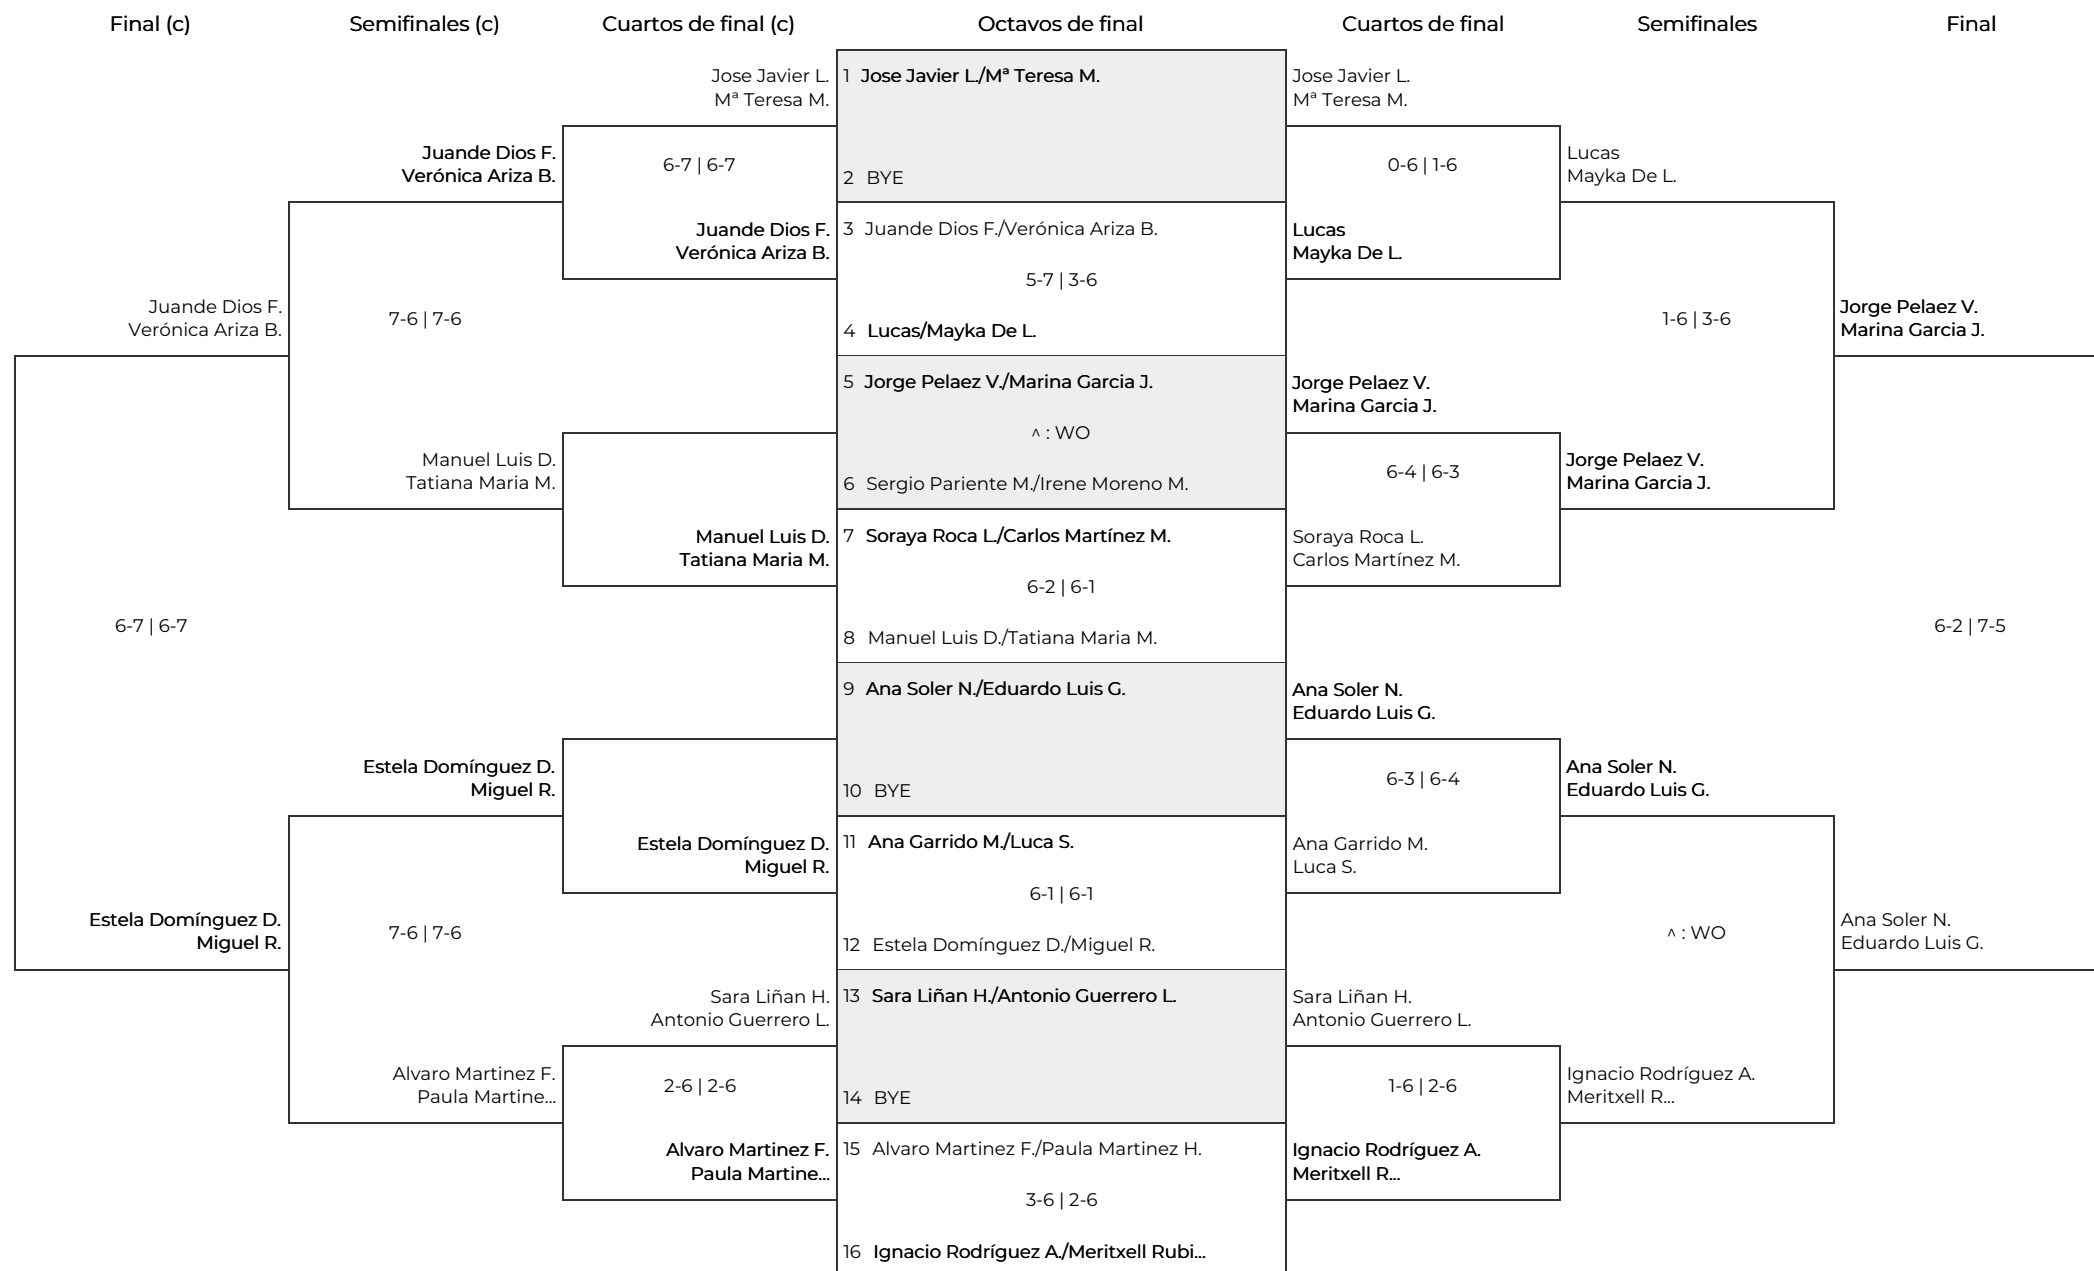 Final (c)
Semifinales (c)
Cuartos de final (c)
Octavos de final
Cuartos de final
Semifinales
Final
Juande Dios F.
Verónica Ariza B.
6-7 | 6-7
Estela Domínguez D.
Miguel R.
Juande Dios F.
Verónica Ariza B.
7-6 | 7-6
Manuel Luis D.
Tatiana Maria M.
Estela Domínguez D.
Miguel R.
7-6 | 7-6
Alvaro Martinez F.
Paula Martine...
Jose Javier L.
Mª Teresa M.
6-7 | 6-7
Juande Dios F.
Verónica Ariza B.
Manuel Luis D.
Tatiana Maria M.
Estela Domínguez D.
Miguel R.
Sara Liñan H.
Antonio Guerrero L.
2-6 | 2-6
Alvaro Martinez F.
Paula Martine...
1 Jose Javier L./Mª Teresa M.
2 BYE
3 Juande Dios F./Verónica Ariza B.
5-7 | 3-6
4 Lucas/Mayka De L.
5 Jorge Pelaez V./Marina Garcia J.
^ : WO
6 Sergio Pariente M./Irene Moreno M.
7 Soraya Roca L./Carlos Martínez M.
6-2 | 6-1
8 Manuel Luis D./Tatiana Maria M.
9 Ana Soler N./Eduardo Luis G.
10 BYE
11 Ana Garrido M./Luca S.
6-1 | 6-1
12 Estela Domínguez D./Miguel R.
13 Sara Liñan H./Antonio Guerrero L.
14 BYE
15 Alvaro Martinez F./Paula Martinez H.
3-6 | 2-6
16 Ignacio Rodríguez A./Meritxell Rubi...
Jose Javier L.
Mª Teresa M.
0-6 | 1-6
Lucas
Mayka De L.
Jorge Pelaez V.
Marina Garcia J.
6-4 | 6-3
Soraya Roca L.
Carlos Martínez M.
Ana Soler N.
Eduardo Luis G.
6-3 | 6-4
Ana Garrido M.
Luca S.
Sara Liñan H.
Antonio Guerrero L.
1-6 | 2-6
Ignacio Rodríguez A.
Meritxell R...
Lucas
Mayka De L.
1-6 | 3-6
Jorge Pelaez V.
Marina Garcia J.
Ana Soler N.
Eduardo Luis G.
^ : WO
Ignacio Rodríguez A.
Meritxell R...
Jorge Pelaez V.
Marina Garcia J.
6-2 | 7-5
Ana Soler N.
Eduardo Luis G.